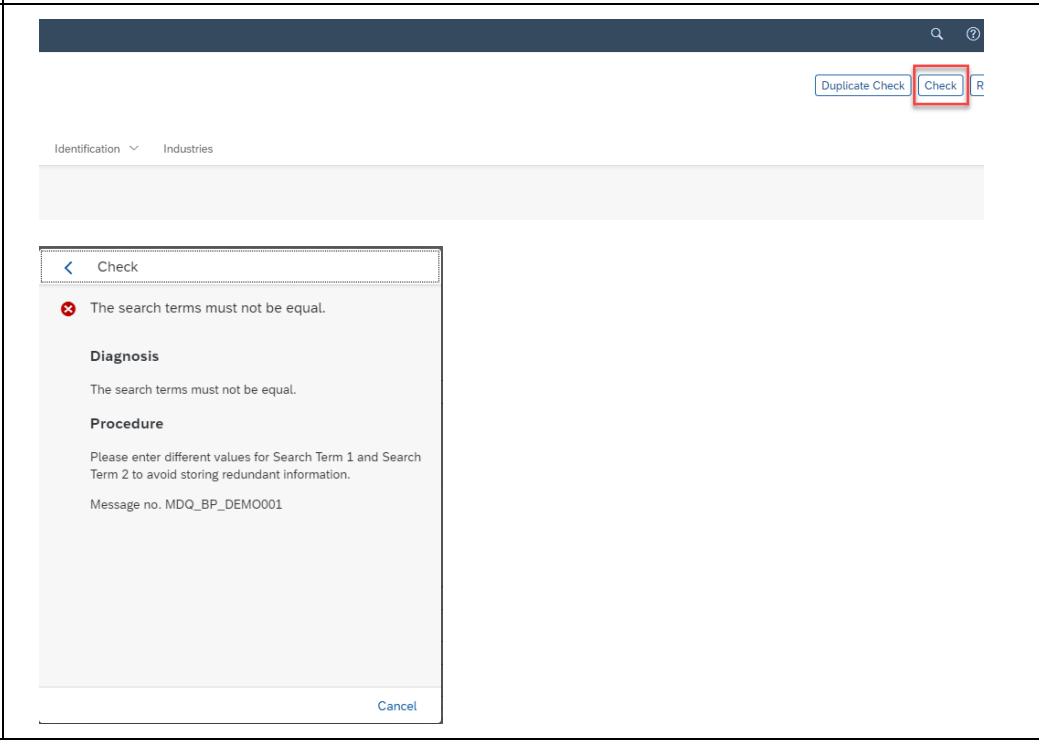 Duplicate Check Check R
Identification Industries
Check
The search terms must not be equal.
Diagnosis
The search terms must not be equal.
Procedure
Please enter different values for Search Term 1 and Search
Term 2 to avoid storing redundant information.
Message no. MDQ_BP_DEMO001
Cancel